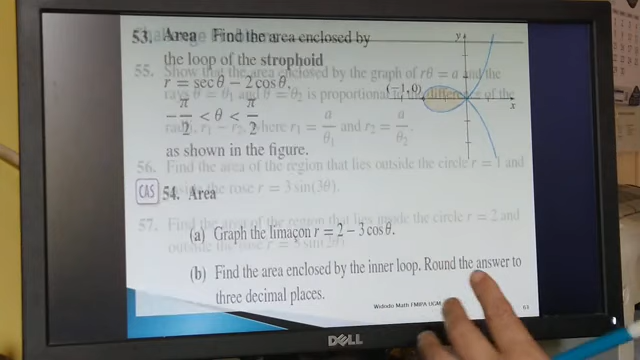 53. Area Find the area enclosed by
the loop of the strophoid
r = sec θ − 2 cos θ.
−π/2 < θ < π/2
as shown in the figure.
y
(−1, 0)
x
55. Show that the area enclosed by the graph of rθ = a and the
rays θ = θ₁ and θ = θ₂ is proportional to the difference of the
radii, r₁ − r₂, where r₁ = a/θ₁ and r₂ = a/θ₂.
56. Find the area of the region that lies outside the circle r = 1 and
the rose r = 3 sin(3θ).
CAS 54. Area
57. Find the area of the region that lies inside the circle r = 2 and
outside the rose r = 3 sin(2θ).
(a) Graph the limaçon r = 2 − 3 cos θ.
(b) Find the area enclosed by the inner loop. Round the answer to
three decimal places.
Widodo Math FMIPA UGM
63
DELL